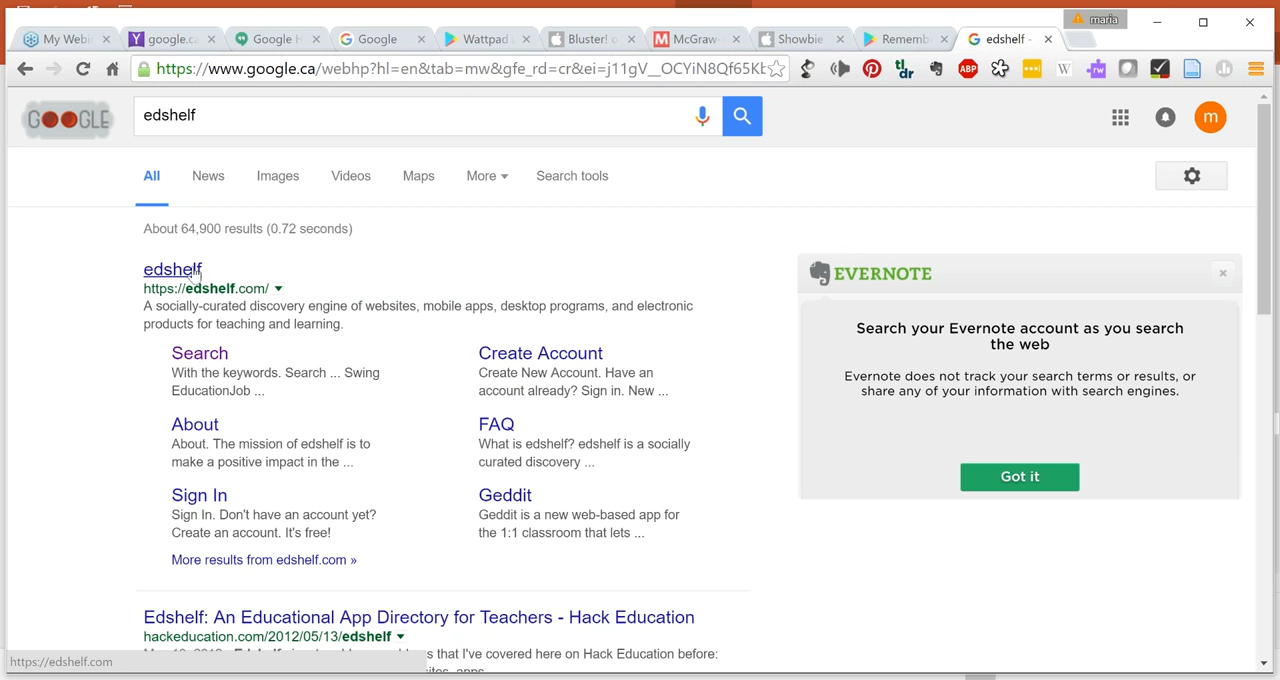 maria
My Webi
google.ca
Google H
Google
Wattpad
Bluster! o
McGraw-
Showbie
Rememb
edshelf -
https://www.google.ca/webhp?hl=en&tab=mw&gfe_rd=cr&ei=j11gV__OCYiN8Qf65Kb
tl;dr
ABP
W
rw
GOOGLE
edshelf
m
All
News
Images
Videos
Maps
More
Search tools
About 64,900 results (0.72 seconds)
edshelf
https://edshelf.com/
A socially-curated discovery engine of websites, mobile apps, desktop programs, and electronic
products for teaching and learning.
Search
With the keywords. Search ... Swing
EducationJob ...
Create Account
Create New Account. Have an
account already? Sign in. New ...
About
About. The mission of edshelf is to
make a positive impact in the ...
FAQ
What is edshelf? edshelf is a socially
curated discovery ...
Sign In
Sign In. Don't have an account yet?
Create an account. It's free!
Geddit
Geddit is a new web-based app for
the 1:1 classroom that lets ...
More results from edshelf.com »
Edshelf: An Educational App Directory for Teachers - Hack Education
hackeducation.com/2012/05/13/edshelf
s that I've covered here on Hack Education before:
https://edshelf.com
EVERNOTE
×
Search your Evernote account as you search
the web
Evernote does not track your search terms or results, or
share any of your information with search engines.
Got it